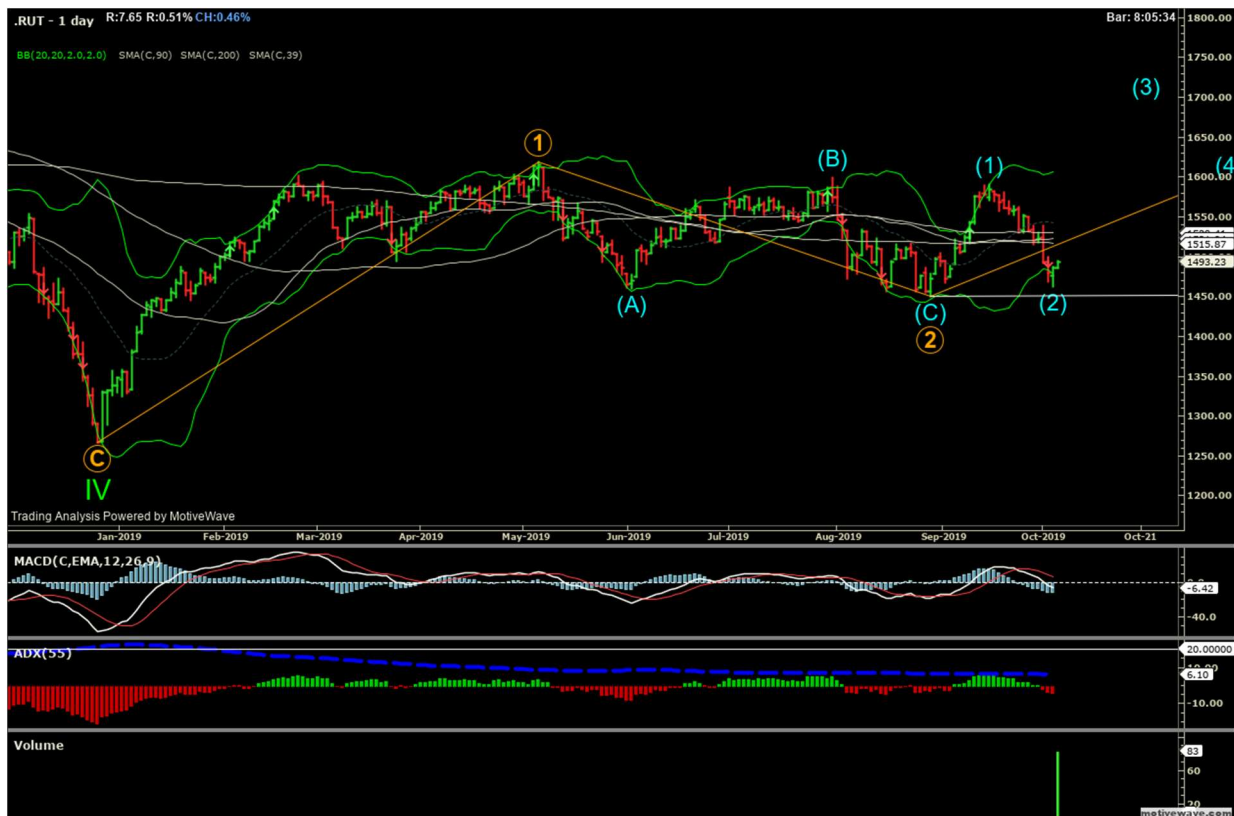 .RUT - 1 day R:7.65 R:0.51% CH:0.46% Bar: 8:05:34
BB(20,20,2.0,2.0) SMA(C,90) SMA(C,200) SMA(C,39)
1800.00
1750.00
1700.00
1600.00
1550.00
1515.87
1493.23
1450.00
1400.00
1350.00
1300.00
1250.00
1200.00
(3)
1
(B)
(1)
(4
(A)
(C)
(2)
2
C
IV
Trading Analysis Powered by MotiveWave
Jan-2019 Feb-2019 Mar-2019 Apr-2019 May-2019 Jun-2019 Jul-2019 Aug-2019 Sep-2019 Oct-2019 Oct-21
MACD(C,EMA,12,26,9)
-6.42
-40.0
ADX(55)
20.00000
6.10
-10.00
Volume
83
60
20
motivewave.com